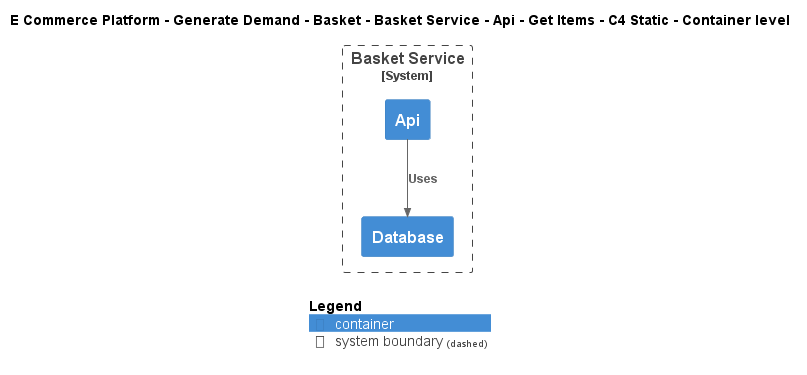 E Commerce Platform - Generate Demand - Basket - Basket Service - Api - Get Items - C4 Static - Container level
Basket Service
[System]
Api
Uses
Database
Legend
container
system boundary (dashed)